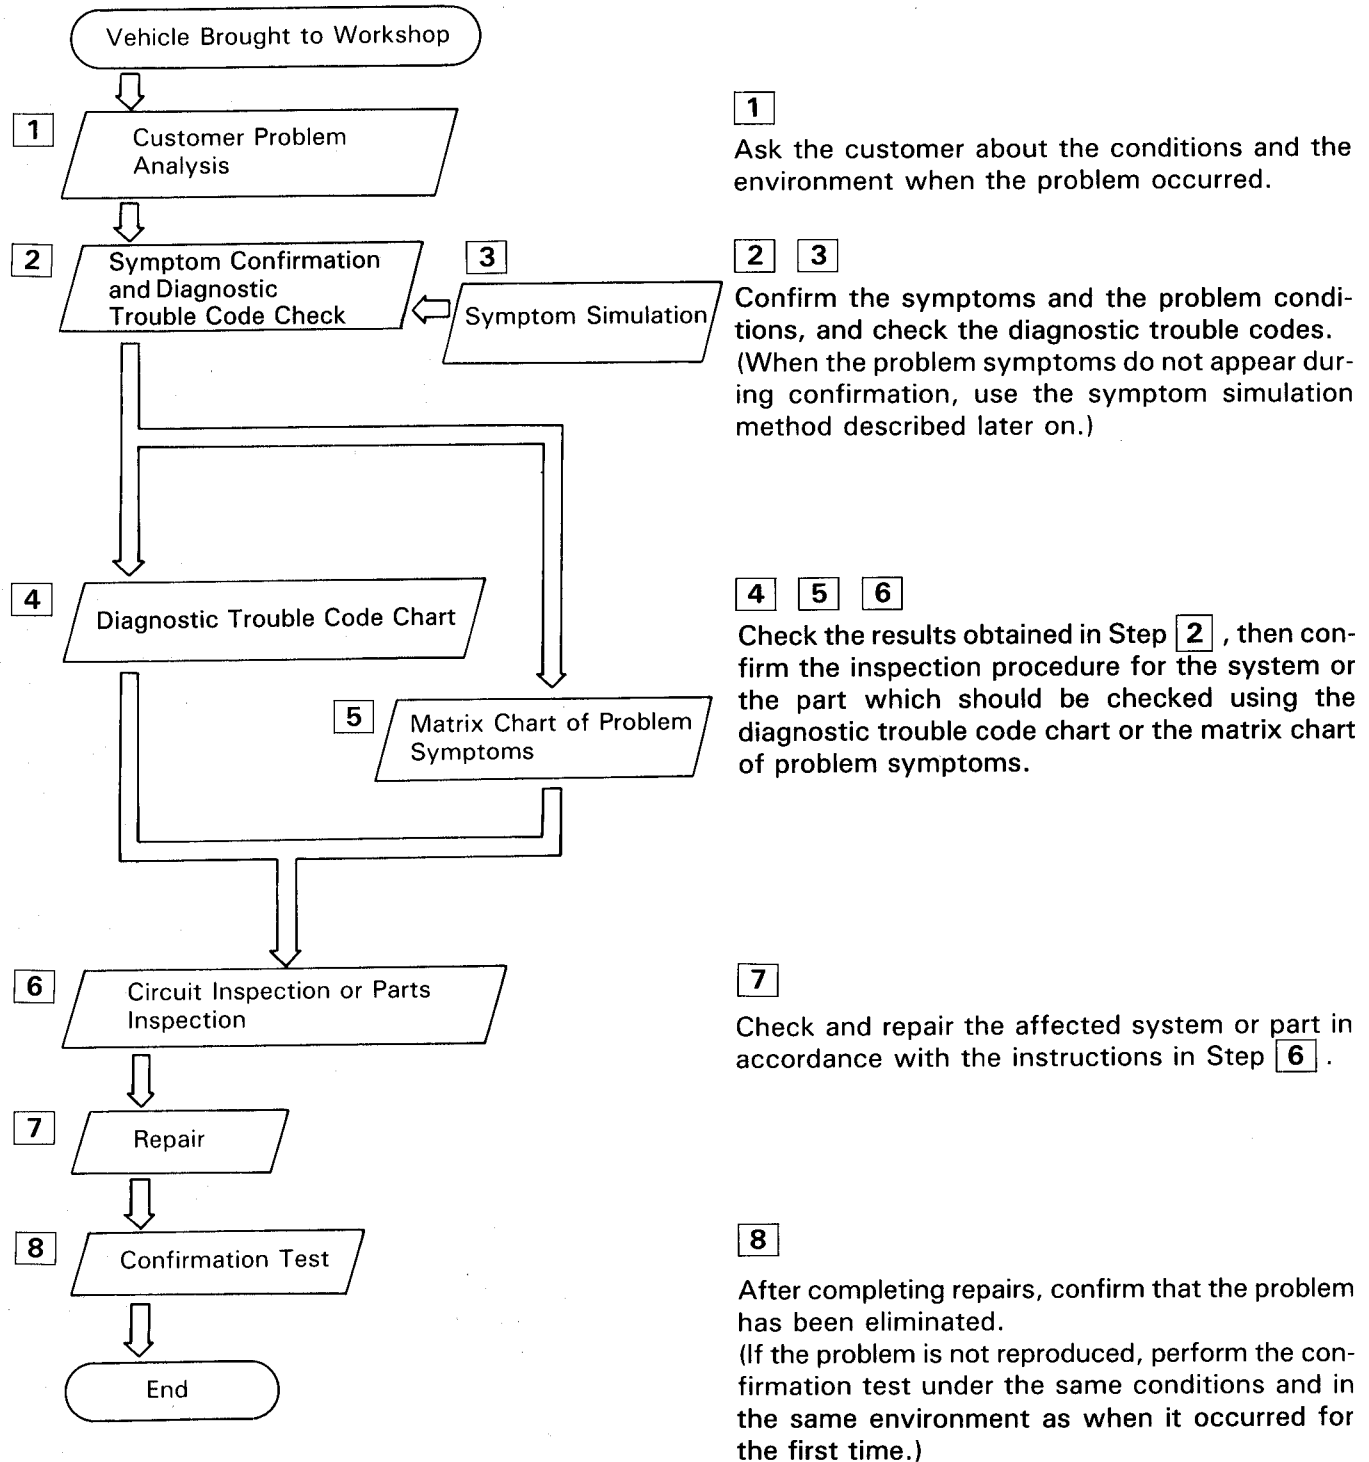 Vehicle Brought to Workshop
1
Customer Problem
Analysis
2
Symptom Confirmation
and Diagnostic
Trouble Code Check
3
Symptom Simulation
4
Diagnostic Trouble Code Chart
5
Matrix Chart of Problem
Symptoms
6
Circuit Inspection or Parts
Inspection
7
Repair
8
Confirmation Test
End
1
Ask the customer about the conditions and the
environment when the problem occurred.
2 3
Confirm the symptoms and the problem condi-
tions, and check the diagnostic trouble codes.
(When the problem symptoms do not appear dur-
ing confirmation, use the symptom simulation
method described later on.)
4 5 6
Check the results obtained in Step 2 , then con-
firm the inspection procedure for the system or
the part which should be checked using the
diagnostic trouble code chart or the matrix chart
of problem symptoms.
7
Check and repair the affected system or part in
accordance with the instructions in Step 6 .
8
After completing repairs, confirm that the problem
has been eliminated.
(If the problem is not reproduced, perform the con-
firmation test under the same conditions and in
the same environment as when it occurred for
the first time.)